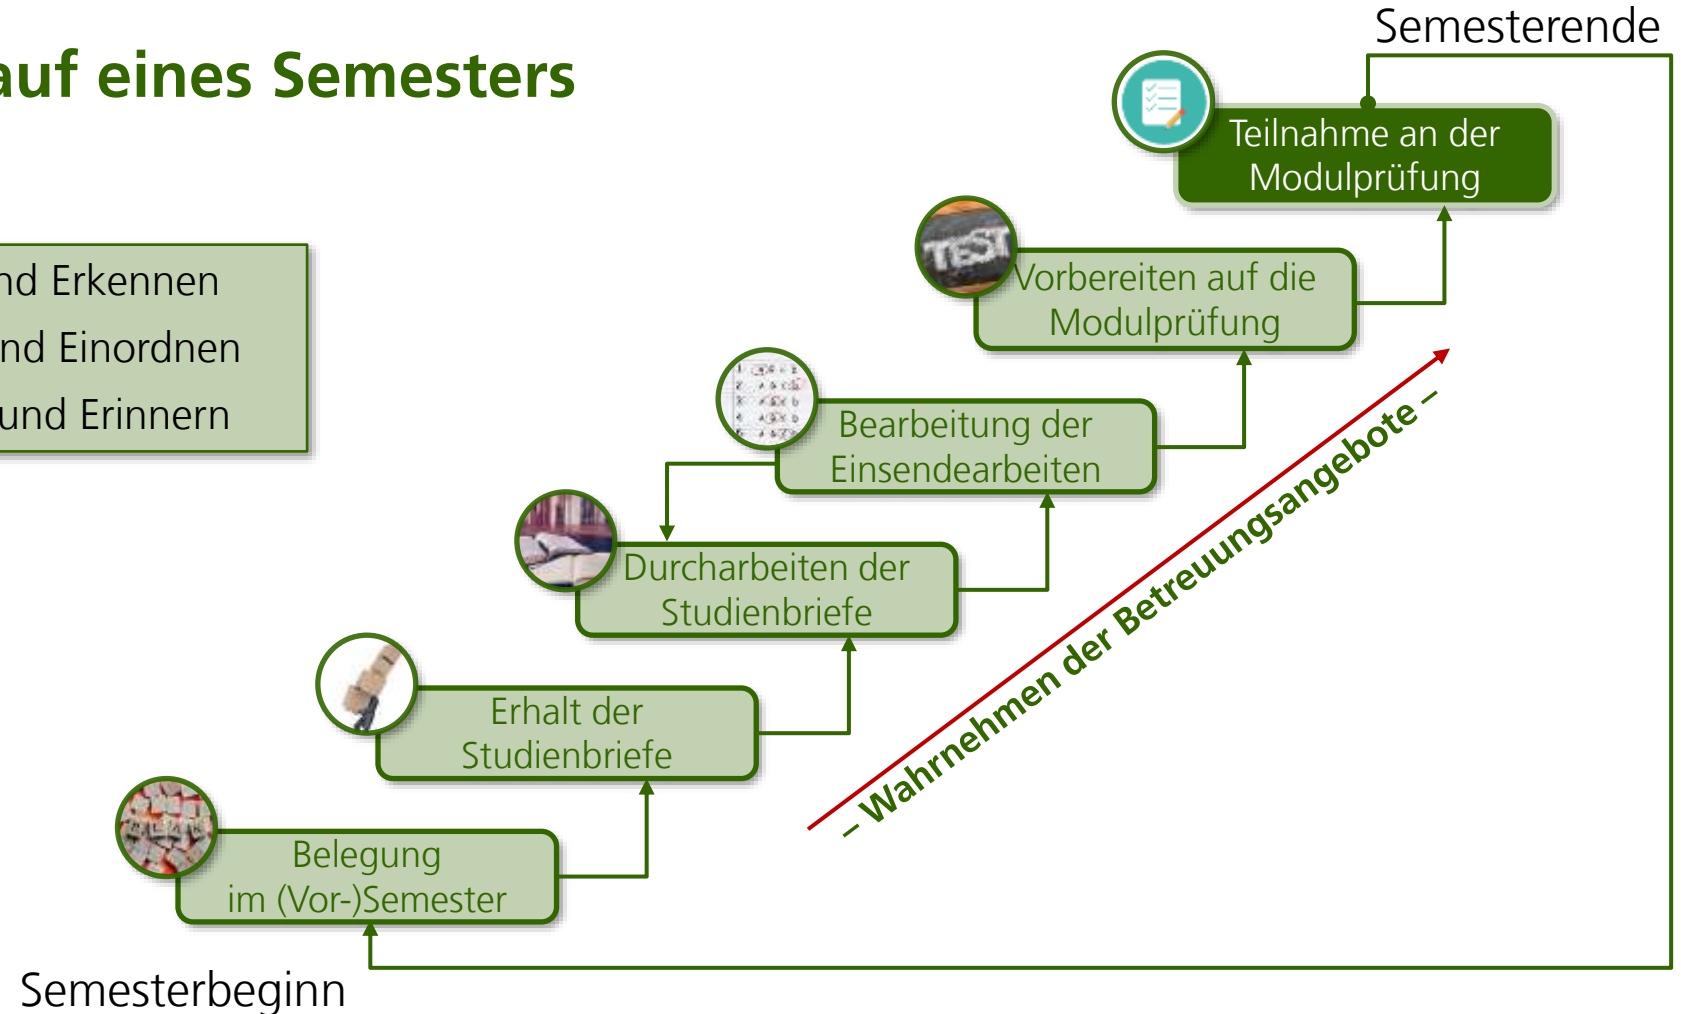 auf eines Semesters
Semesterende
Teilnahme an der
Modulprüfung
TEST
Vorbereiten auf die
Modulprüfung
nd Erkennen
nd Einordnen
und Erinnern
Bearbeitung der
Einsendearbeiten
Durcharbeiten der
Studienbriefe
– Wahrnehmen der Betreuungsangebote –
Erhalt der
Studienbriefe
Belegung
im (Vor-)Semester
Semesterbeginn